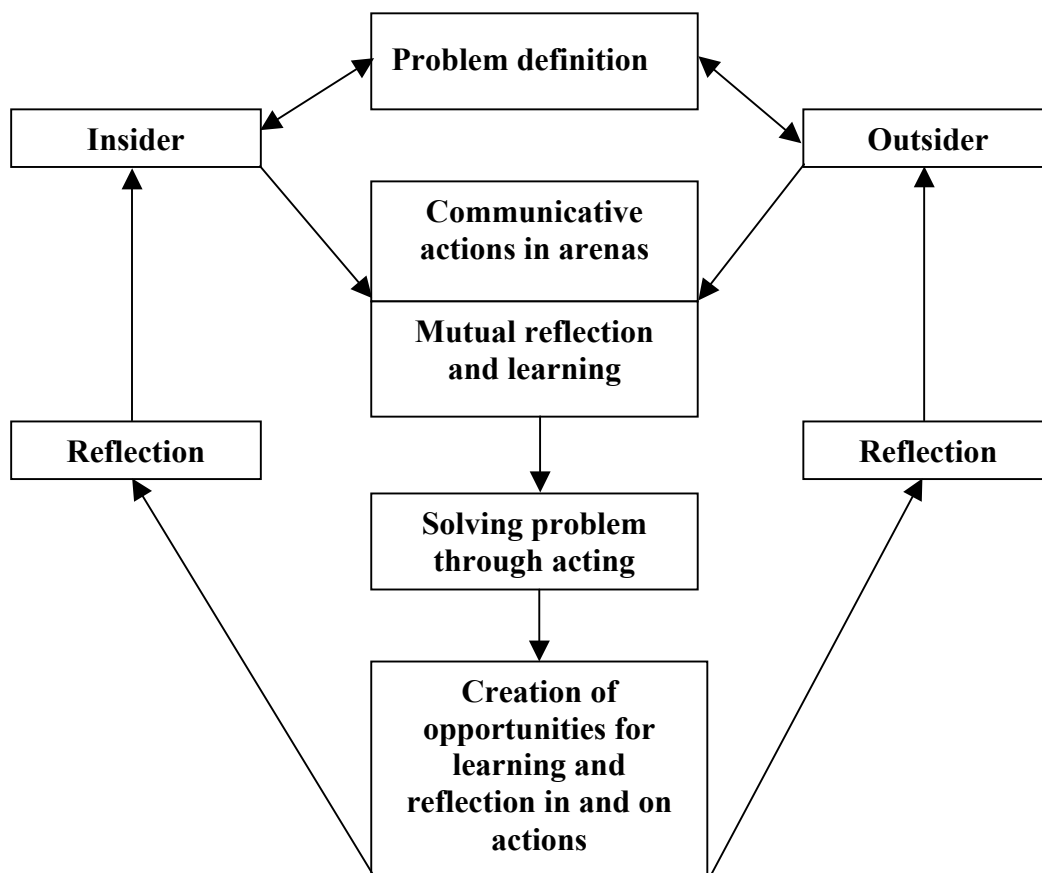 Problem definition
Insider
Outsider
Communicative
actions in arenas
Mutual reflection
and learning
Reflection
Reflection
Solving problem
through acting
Creation of
opportunities for
learning and
reflection in and on
actions